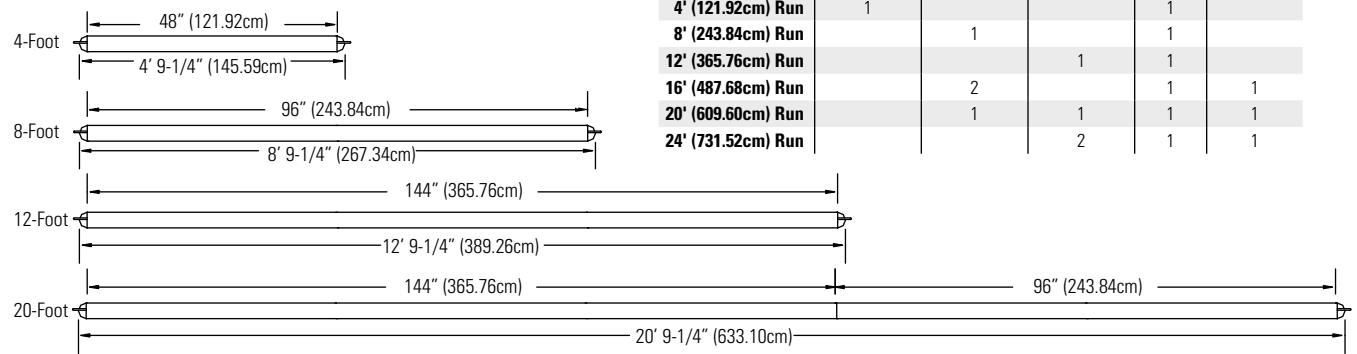 48” (121.92cm)
4-Foot
4’ 9-1/4” (145.59cm)
96” (243.84cm)
8-Foot
8’ 9-1/4” (267.34cm)
144” (365.76cm)
12-Foot
12’ 9-1/4” (389.26cm)
144” (365.76cm) 96” (243.84cm)
20-Foot
20’ 9-1/4” (633.10cm)
4' (121.92cm) Run 1 1
8' (243.84cm) Run 1 1
12' (365.76cm) Run 1 1
16' (487.68cm) Run 2 1 1
20' (609.60cm) Run 1 1 1 1
24' (731.52cm) Run 2 1 1